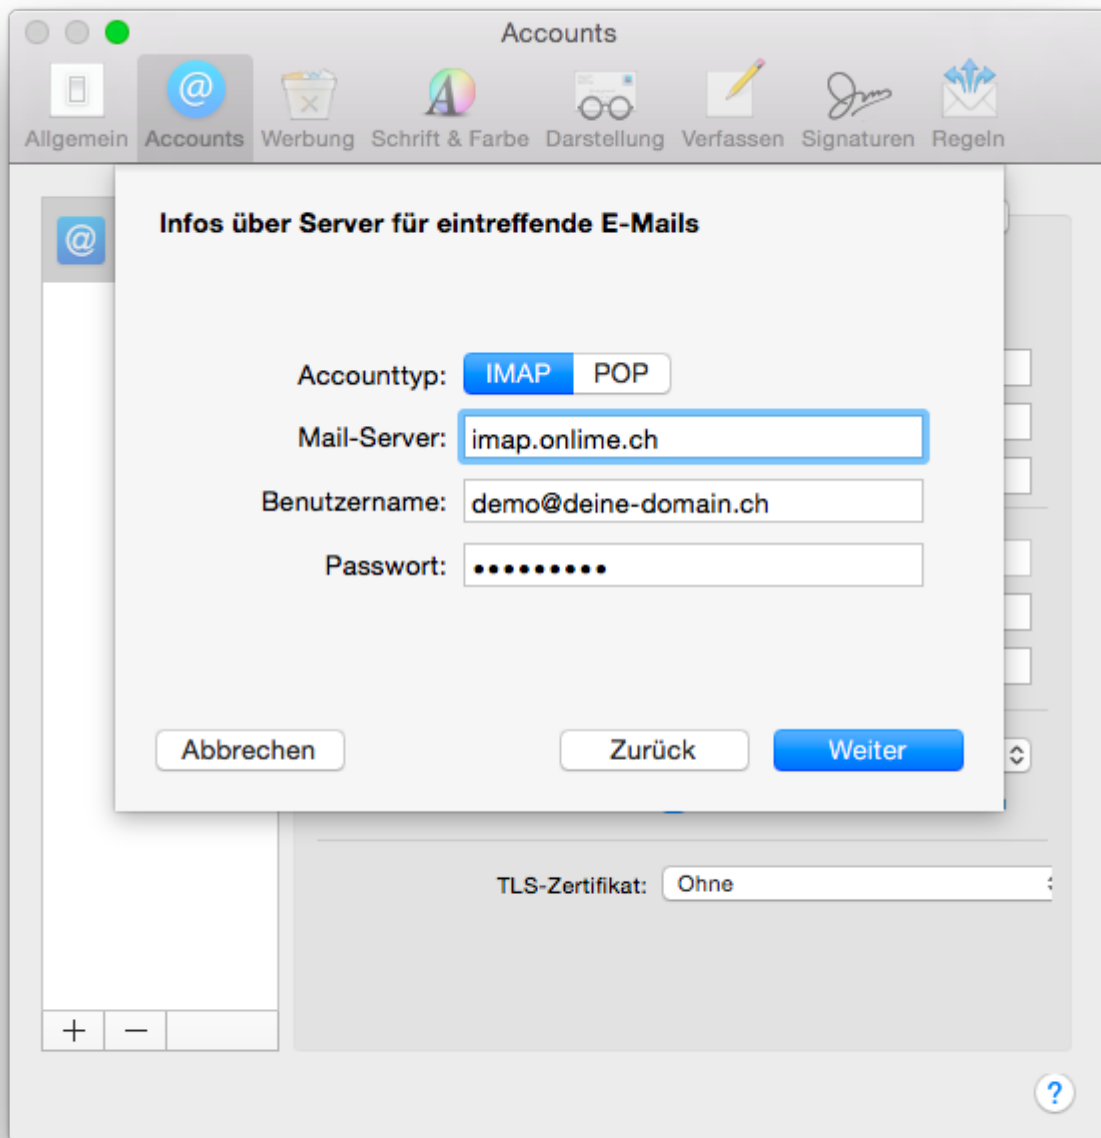 Accounts
Allgemein Accounts Werbung Schrift & Farbe Darstellung Verfassen Signaturen Regeln
Infos über Server für eintreffende E-Mails
Accounttyp: IMAP POP
Mail-Server: imap.onlime.ch
Benutzername: demo@deine-domain.ch
Passwort: •••••••••
Abbrechen Zurück Weiter
TLS-Zertifikat: Ohne